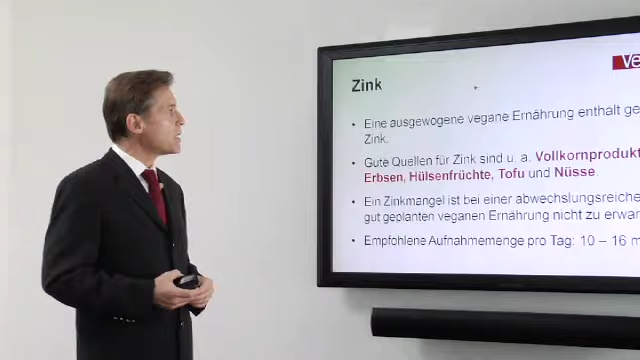 ve
Zink
• Eine ausgewogene vegane Ernährung enthält ge
Zink.
• Gute Quellen für Zink sind u. a. Vollkornprodukt
Erbsen, Hülsenfrüchte, Tofu und Nüsse.
• Ein Zinkmangel ist bei einer abwechslungsreiche
gut geplanten veganen Ernährung nicht zu erwar
• Empfohlene Aufnahmemenge pro Tag: 10 – 16 m